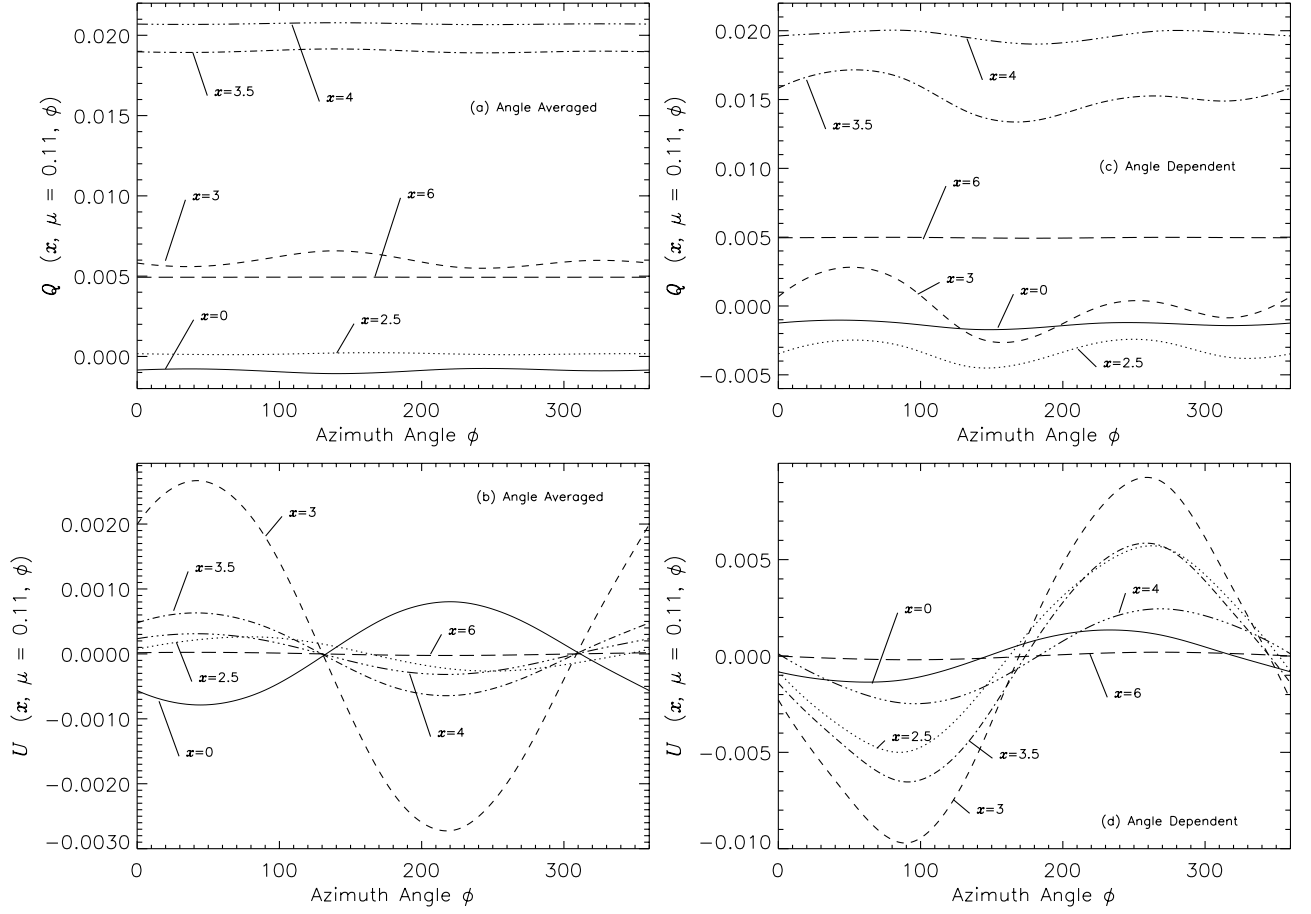 Q (x, μ = 0.11, φ)
0.020
0.015
0.010
0.005
0.000
x=3.5
x=4
(a) Angle Averaged
x=3
x=6
x=0
x=2.5
0 100 200 300
Azimuth Angle φ
Q (x, μ = 0.11, φ)
0.020
0.015
0.010
0.005
0.000
−0.005
x=4
x=3.5
(c) Angle Dependent
x=6
x=3
x=0
x=2.5
0 100 200 300
Azimuth Angle φ
U (x, μ = 0.11, φ)
0.0020
0.0010
0.0000
−0.0010
−0.0020
−0.0030
(b) Angle Averaged
x=3
x=3.5
x=6
x=2.5
x=4
x=0
0 100 200 300
Azimuth Angle φ
U (x, μ = 0.11, φ)
0.005
0.000
−0.005
−0.010
x=4
x=0
x=6
x=2.5
x=3.5
x=3
(d) Angle Dependent
0 100 200 300
Azimuth Angle φ